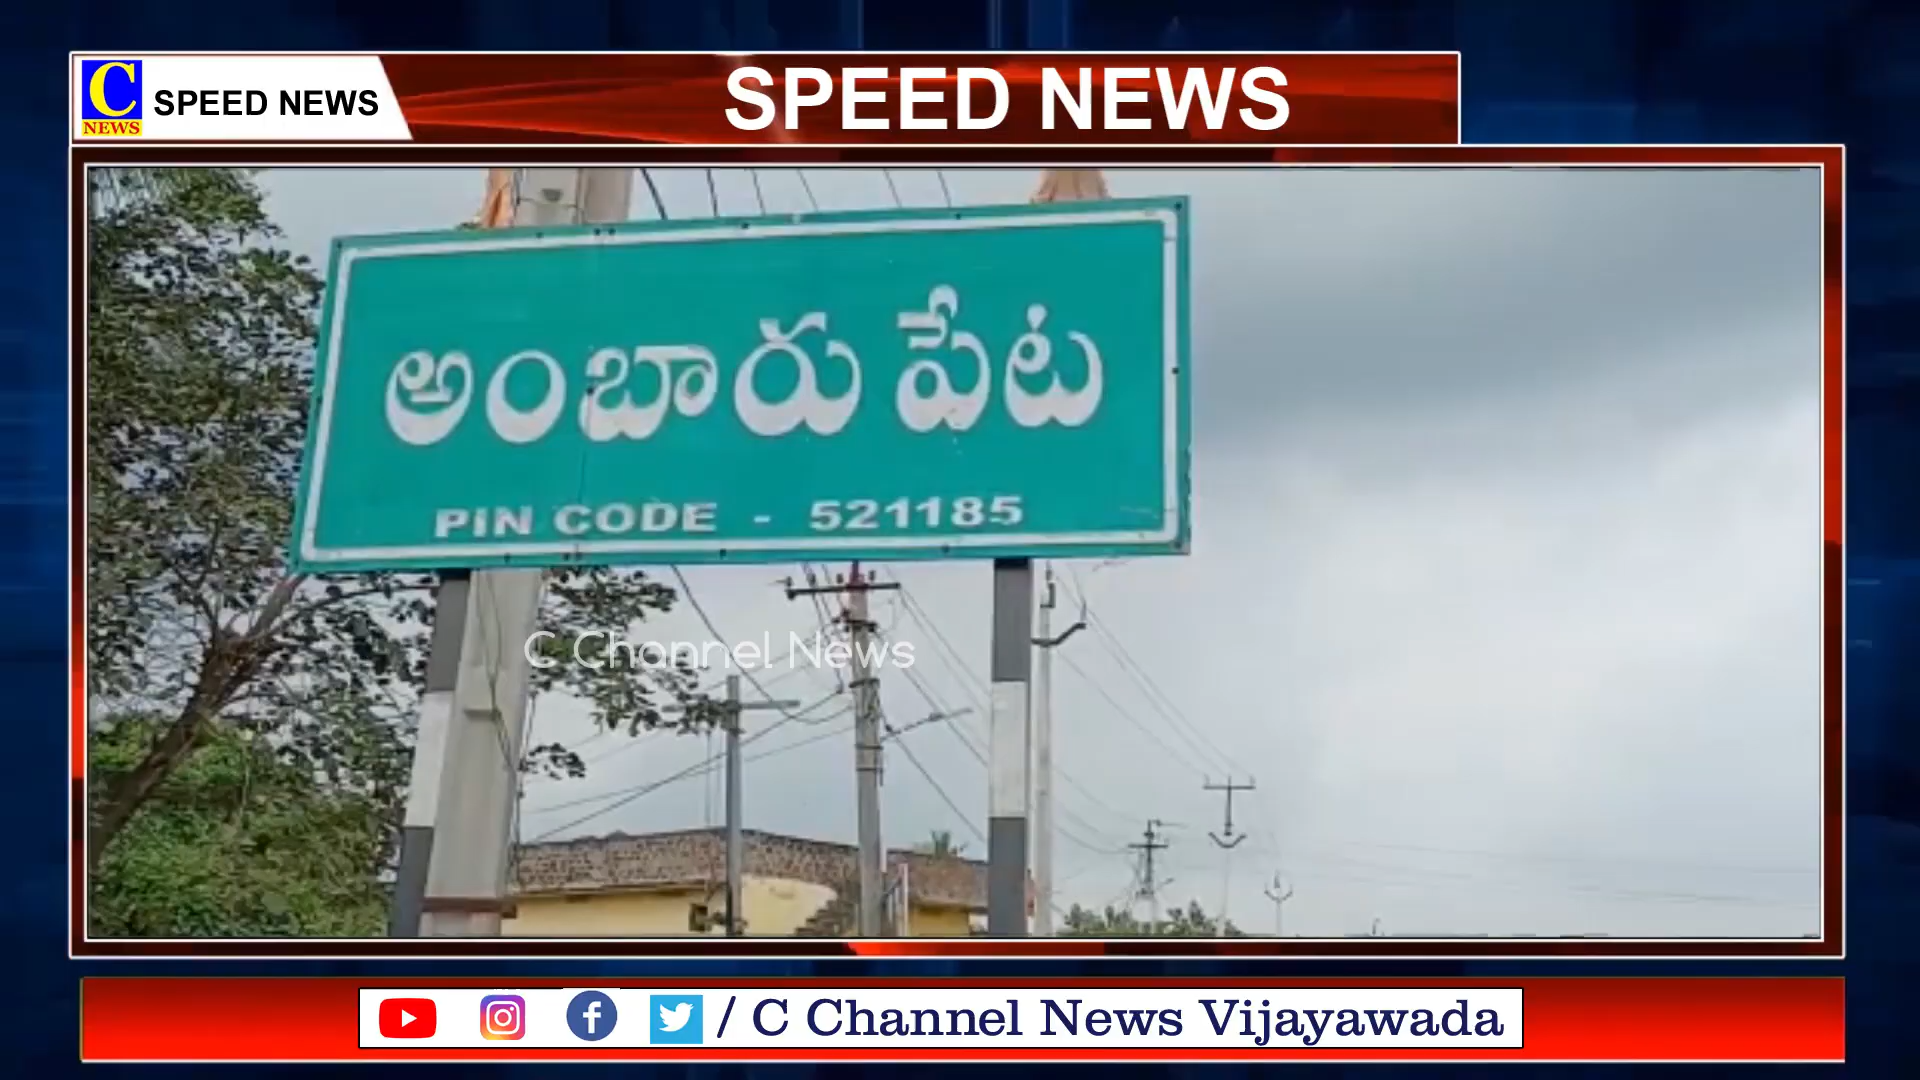 C
NEWS
SPEED NEWS
SPEED NEWS
అంబారు పేట
PIN CODE - 521185
C Channel News
/ C Channel News Vijayawada